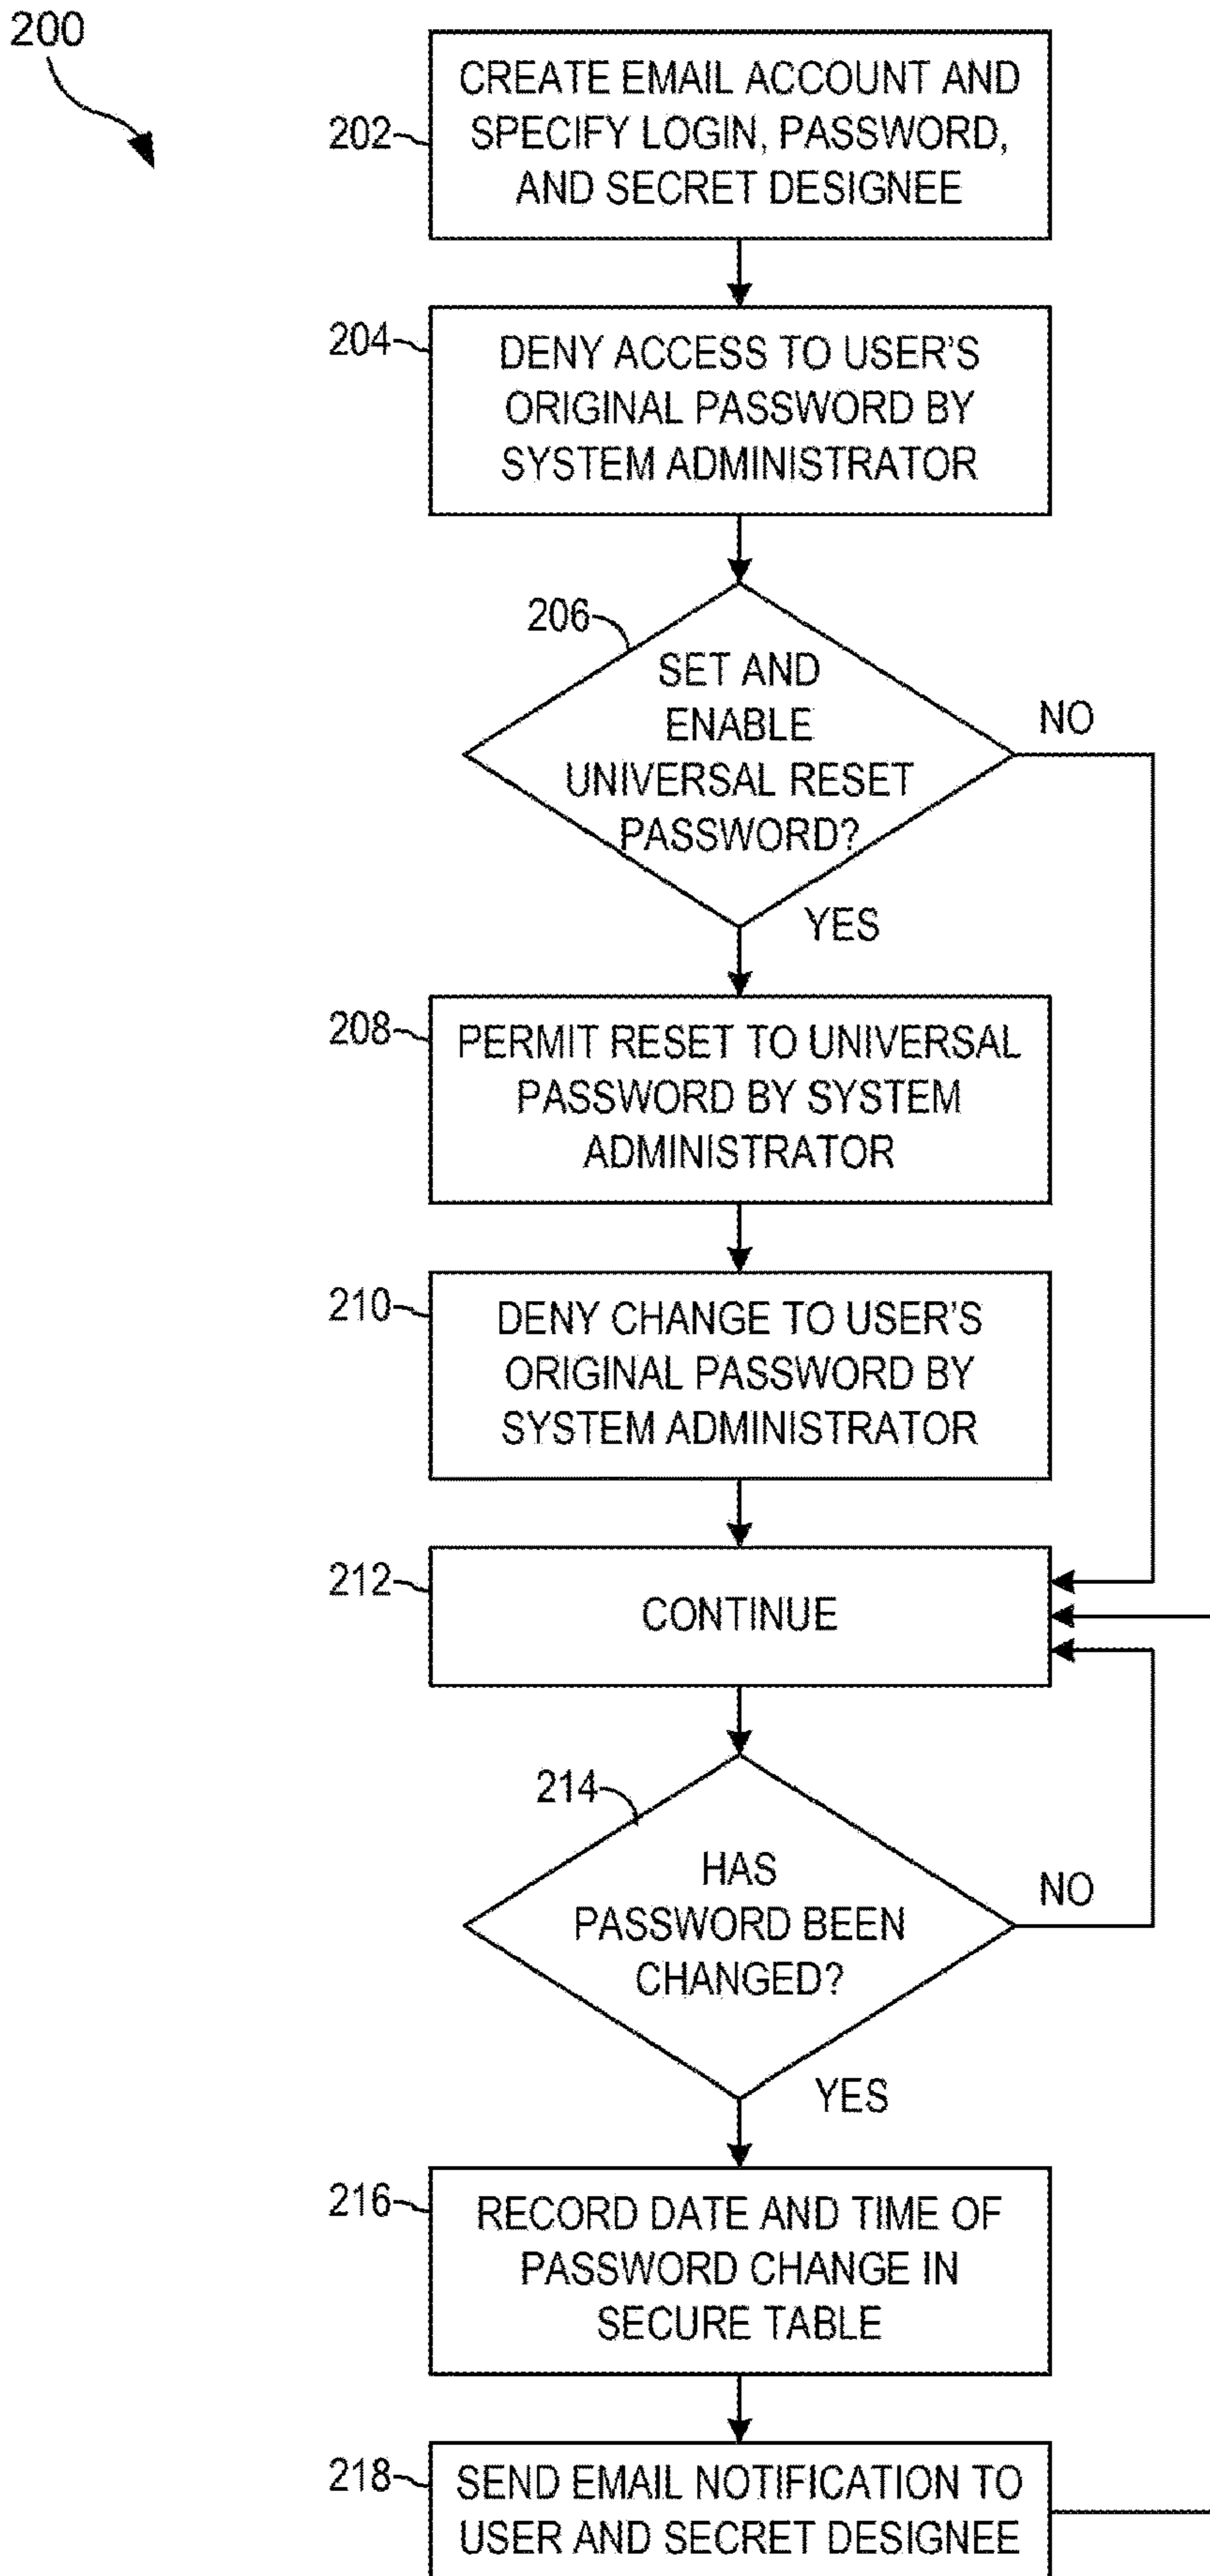 200
202
CREATE EMAIL ACCOUNT AND
SPECIFY LOGIN, PASSWORD,
AND SECRET DESIGNEE
204
DENY ACCESS TO USER'S
ORIGINAL PASSWORD BY
SYSTEM ADMINISTRATOR
206
SET AND
ENABLE
UNIVERSAL RESET
PASSWORD?
NO
YES
208
PERMIT RESET TO UNIVERSAL
PASSWORD BY SYSTEM
ADMINISTRATOR
210
DENY CHANGE TO USER'S
ORIGINAL PASSWORD BY
SYSTEM ADMINISTRATOR
212
CONTINUE
214
HAS
PASSWORD BEEN
CHANGED?
NO
YES
216
RECORD DATE AND TIME OF
PASSWORD CHANGE IN
SECURE TABLE
218
SEND EMAIL NOTIFICATION TO
USER AND SECRET DESIGNEE